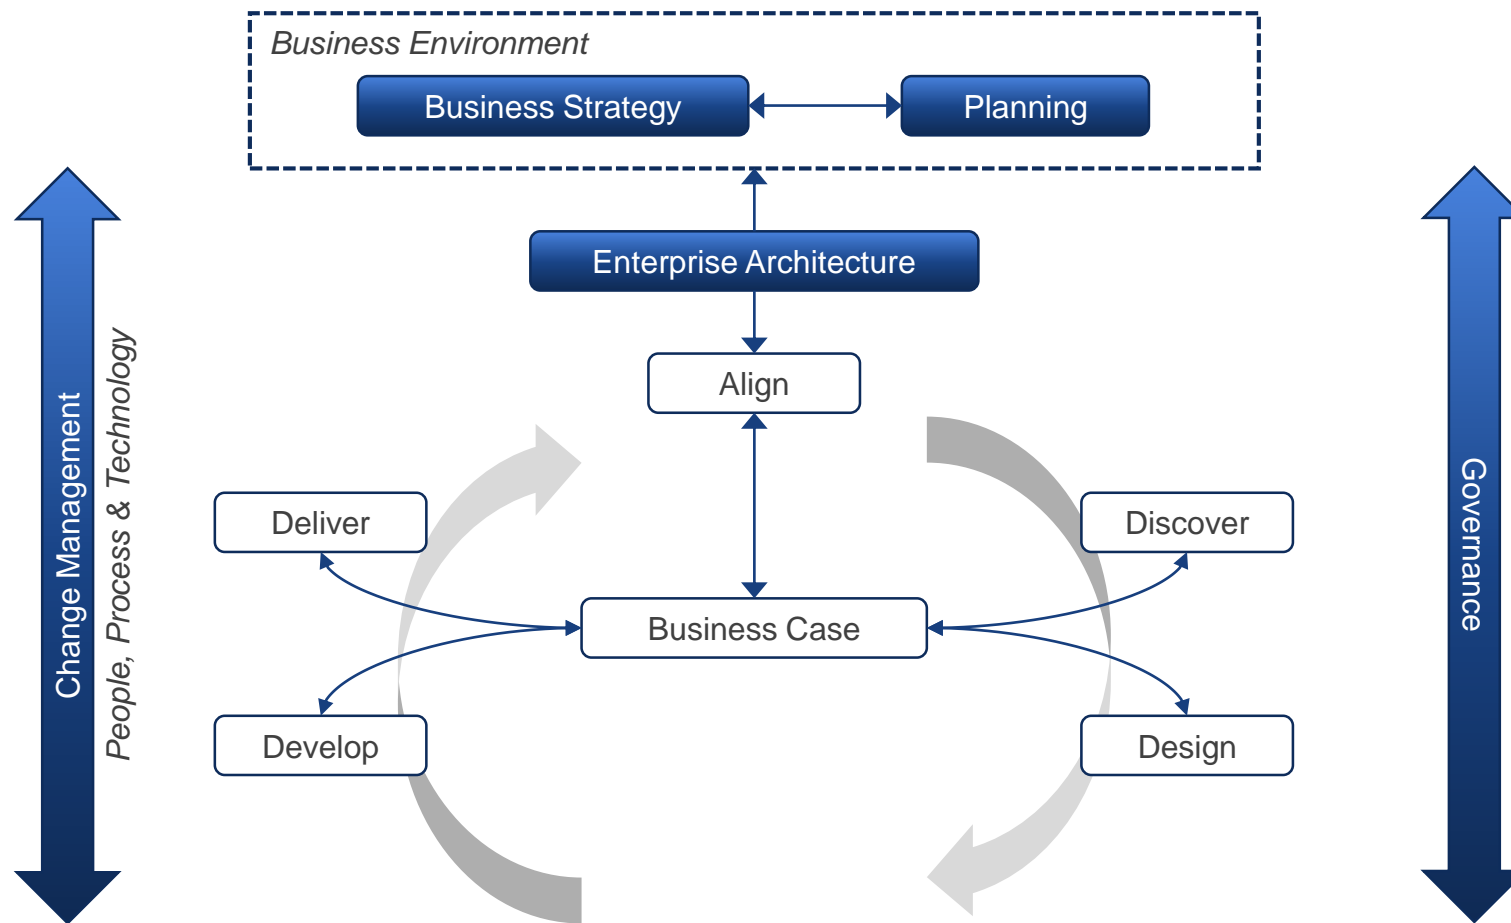 Business Environment
Business Strategy
Planning
Enterprise Architecture
Align
Deliver
Discover
Business Case
Develop
Design
Change Management
People, Process & Technology
Governance